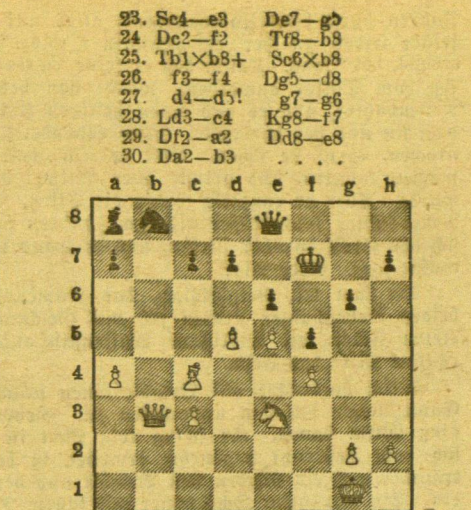 23. Sc4—e3 De7—g5
24. Dc2—f2 Tf8—b8
25. Tb1×b8+ Sc6×b8
26. f3—f4 Dg5—d8
27. d4—d5! g7—g6
28. Ld3—c4 Kg8—f7
29. Df2—a2 Dd8—e8
30. Da2—b3 . . . .
a b c d e f g h
8
7
6
5
4
3
2
1